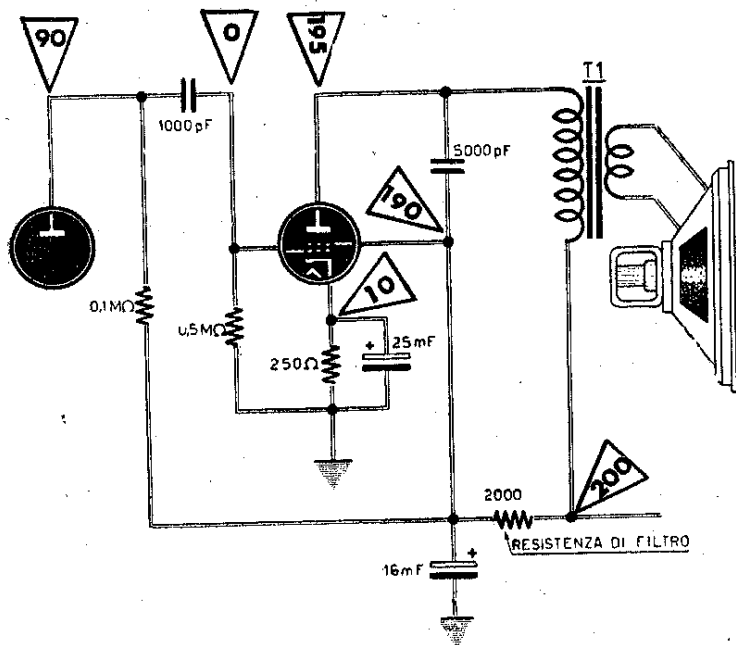 90
0
195
T1
1000pF
5000pF
190
10
0,1MΩ
0,5MΩ
250Ω
+
25mF
200
2000
RESISTENZA DI FILTRO
+
16mF